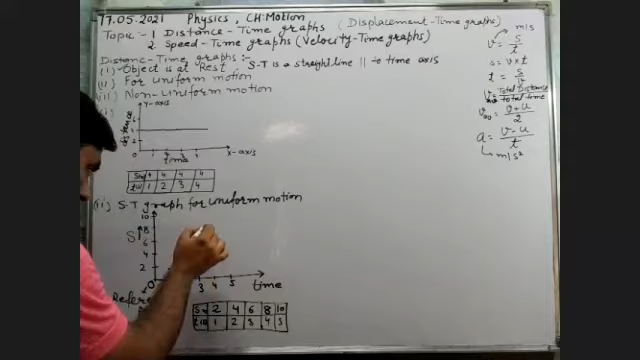 17.05.2021 Physics, CH: Motion
Topic - 1 Distance - Time graphs (Displacement-Time graphs)
2. Speed - Time graphs (Velocity-Time graphs)
Distance - Time graphs :-
(i) - Object is at Rest S-T is a straight line || to time axis
(ii) For uniform motion
(iii) Non-uniform motion
(i)
Y-axis
distance
time
X-axis
4 4 4 4
1 2 3 4
(ii) S-T graph for uniform motion
10
8
6
4
2
S
0
3 4 5 time
2 4 6 8 10
1 2 3 4 5
m/s
v = s/t
s = v x t
t = s/v
Total Distance
total time
v+u
2
a = v-u/t
m/s²